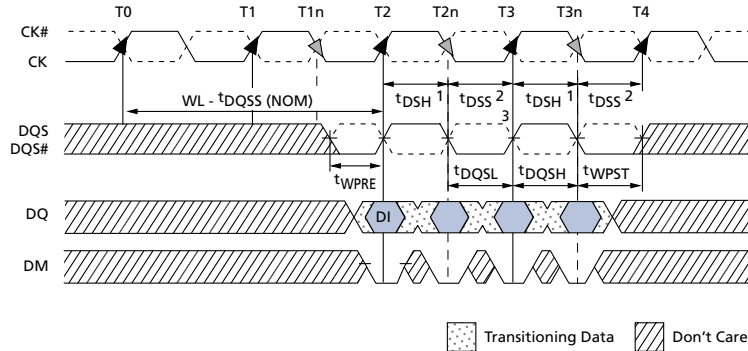 T0 T1 T1n T2 T2n T3 T3n T4
CK#
CK
tDSH 1 tDSS 2 tDSH 1 tDSS 2
WL - tDQSS (NOM)
3
DQS
DQS#
tWPRE
tDQSL tDQSH tWPST
DQ
DI
DM
Transitioning Data Don't Care